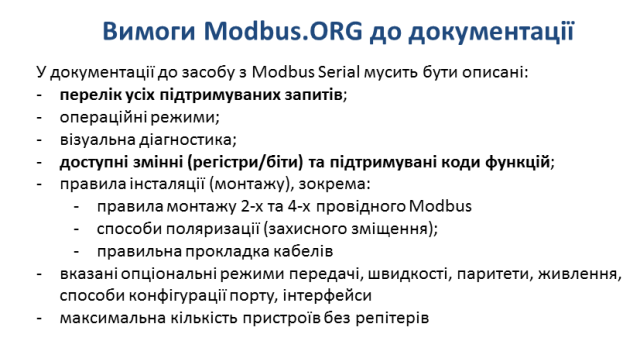 Вимоги Modbus.ORG до документації
У документації до засобу з Modbus Serial мусить бути описані:
- перелік усіх підтримуваних запитів;
- операційні режими;
- візуальна діагностика;
- доступні змінні (регістри/біти) та підтримувані коди функцій;
- правила інсталяції (монтажу), зокрема:
- правила монтажу 2-х та 4-х провідного Modbus
- способи поляризації (захисного зміщення);
- правильна прокладка кабелів
- вказані опціональні режими передачі, швидкості, паритети, живлення,
способи конфігурації порту, інтерфейси
- максимальна кількість пристроїв без репітерів